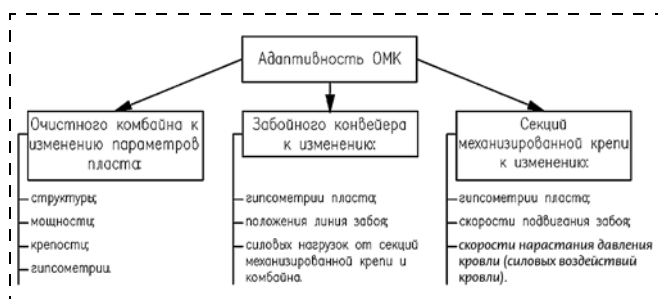 Адаптивность ОМК
Очистного комбайна к
изменению параметров
пласта:
структуры;
мощности;
крепости;
гипсометрии.
Забойного конвейера
к изменению:
гипсометрии пласта;
положения линия забоя;
силовых нагрузок от секций
механизированной крепи и
комбайна.
Секций
механизированной крепи
к изменению:
гипсометрии пласта;
скорости подвигания забоя;
скорости нарастания давления
кровли (силовых воздействий
кровли).